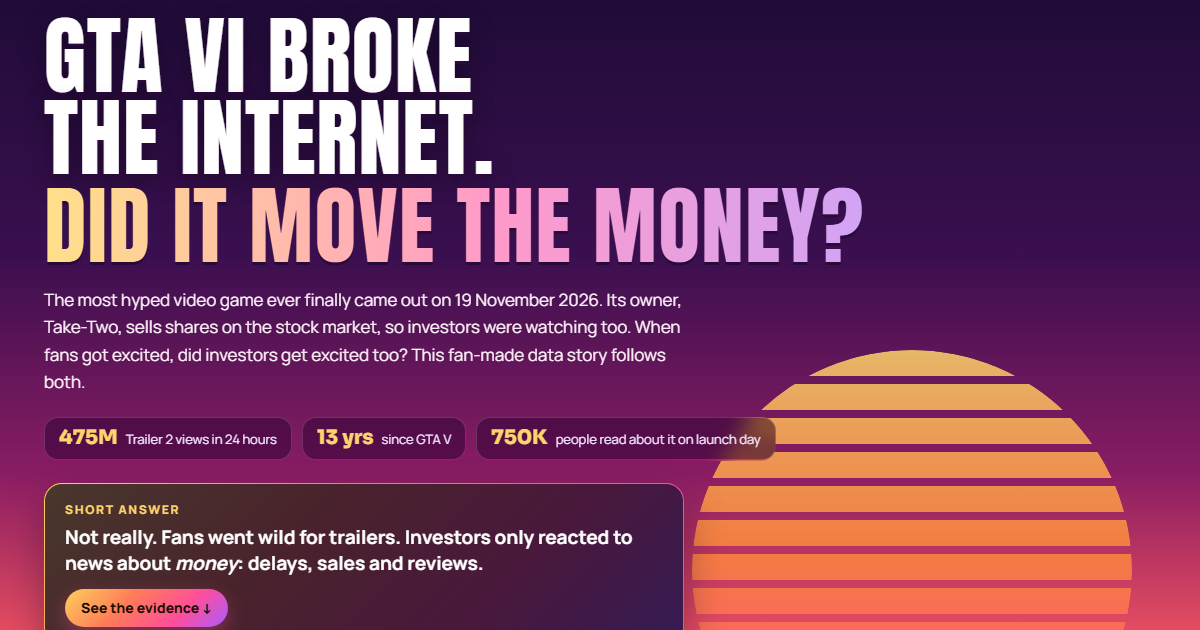 GTA VI BROKE
THE INTERNET.
DID IT MOVE THE MONEY?
The most hyped video game ever finally came out on 19 November 2026. Its owner,
Take-Two, sells shares on the stock market, so investors were watching too. When
fans got excited, did investors get excited too? This fan-made data story follows
both.
475M Trailer 2 views in 24 hours
13 yrs since GTA V
750K people read about it on launch day
SHORT ANSWER
Not really. Fans went wild for trailers. Investors only reacted to
news about money: delays, sales and reviews.
See the evidence ↓